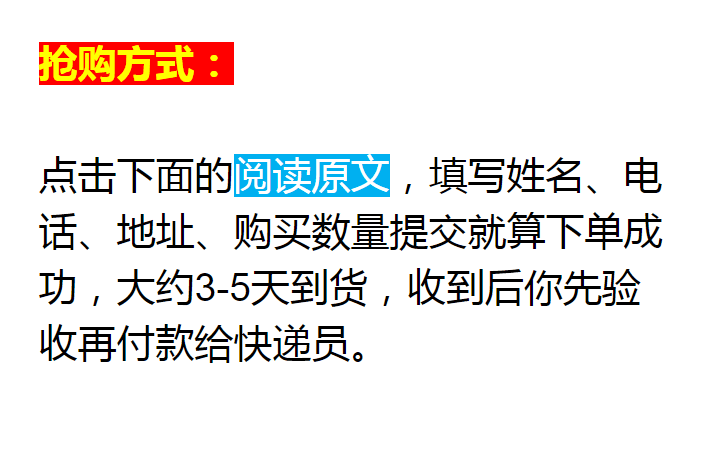 抢购方式：
点击下面的阅读原文，填写姓名、电
话、地址、购买数量提交就算下单成
功，大约3-5天到货，收到后你先验
收再付款给快递员。